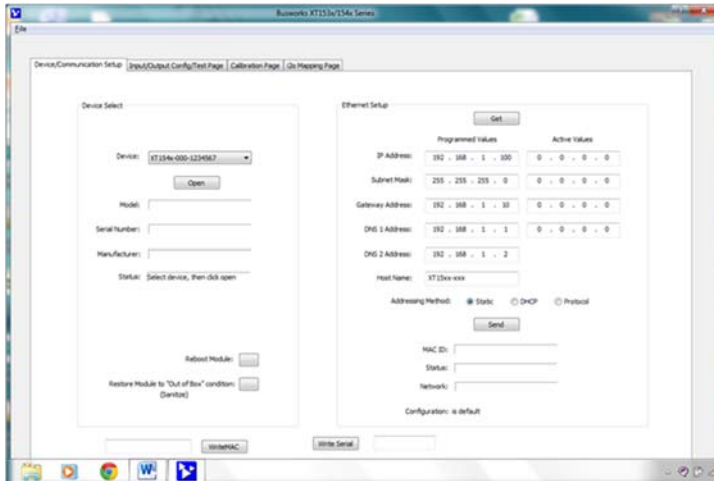 Busworks XT153x/154x Series
File
Device/Communication Setup Input/Output Config/Test Page Calibration Page i2o Mapping Page
Device Select
Device: XT154x-000-1234567
Open
Model:
Serial Number:
Manufacturer:
Status: Select device, then click open
Reboot Module:
Restore Module to "Out of Box" condition:
(Sanitize)
Ethernet Setup
Get
Programmed Values Active Values
IP Address: 192 . 168 . 1 . 100 0 . 0 . 0 . 0
Subnet Mask: 255 . 255 . 255 . 0 0 . 0 . 0 . 0
Gateway Address: 192 . 168 . 1 . 10 0 . 0 . 0 . 0
DNS 1 Address: 192 . 168 . 1 . 1 0 . 0 . 0 . 0
DNS 2 Address: 192 . 168 . 1 . 2
Host Name: XT15xx-xxx
Addressing Method: Static DHCP Protocol
Send
MAC ID:
Status:
Network:
Configuration: is default
WriteMAC Write Serial